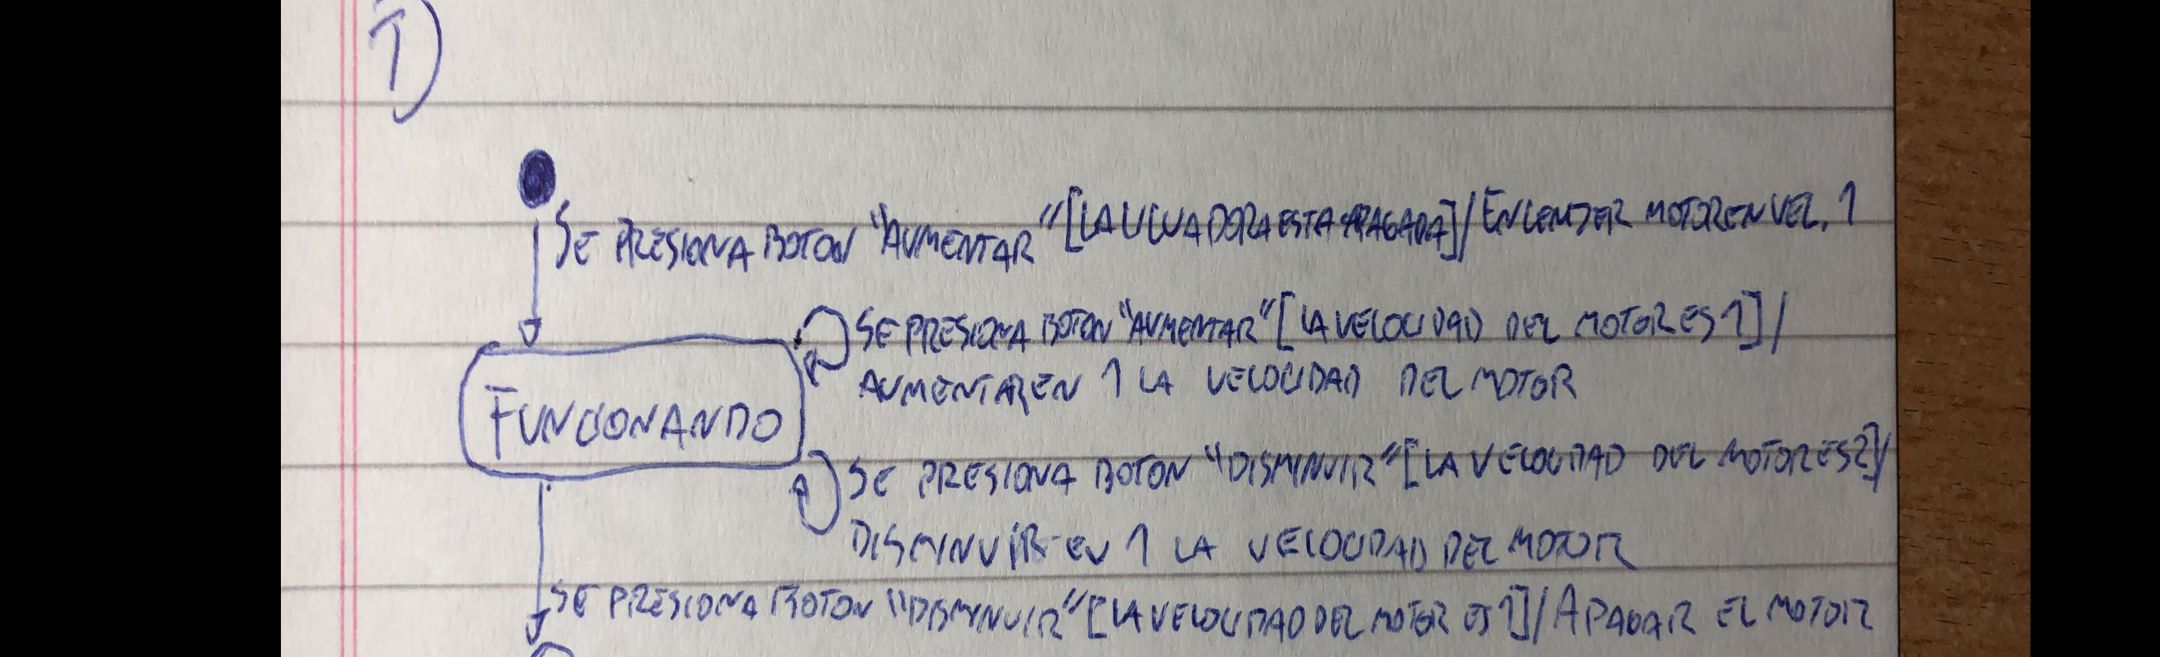 1)
SE PRESIONA BOTON "AUMENTAR" [LA LICUADORA ESTA APAGADA]/ENCENDER MOTOR EN VEL. 1
SE PRESIONA BOTON "AUMENTAR" [LA VELOCIDAD DEL MOTOR ES 1]/
AUMENTAR EN 1 LA VELOCIDAD DEL MOTOR
FUNCIONANDO
SE PRESIONA BOTON "DISMINUIR" [LA VELOCIDAD DEL MOTOR ES 2]/
DISMINUIR EN 1 LA VELOCIDAD DEL MOTOR
SE PRESIONA BOTON "DISMINUIR" [LA VELOCIDAD DEL MOTOR ES 1]/APAGAR EL MOTOR